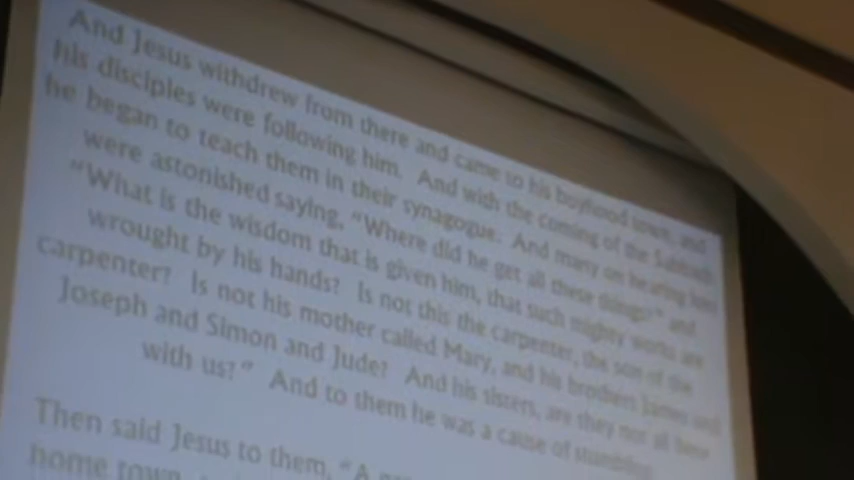 And Jesus withdrew from there and came to his boyhood town, and
his disciples were following him. And with the coming of the Sabbath
he began to teach them in their synagogue. And many on hearing him
were astonished saying, "Where did he get all these things?" and
"What is the wisdom that is given him, that such mighty works are
wrought by his hands? Is not this the carpenter, the son of the
carpenter? Is not his mother called Mary, and his brothers James and
Joseph and Simon and Jude? And his sisters, are they not all here
with us?" And to them he was a cause of stumbling.
Then said Jesus to them, "A
home town,